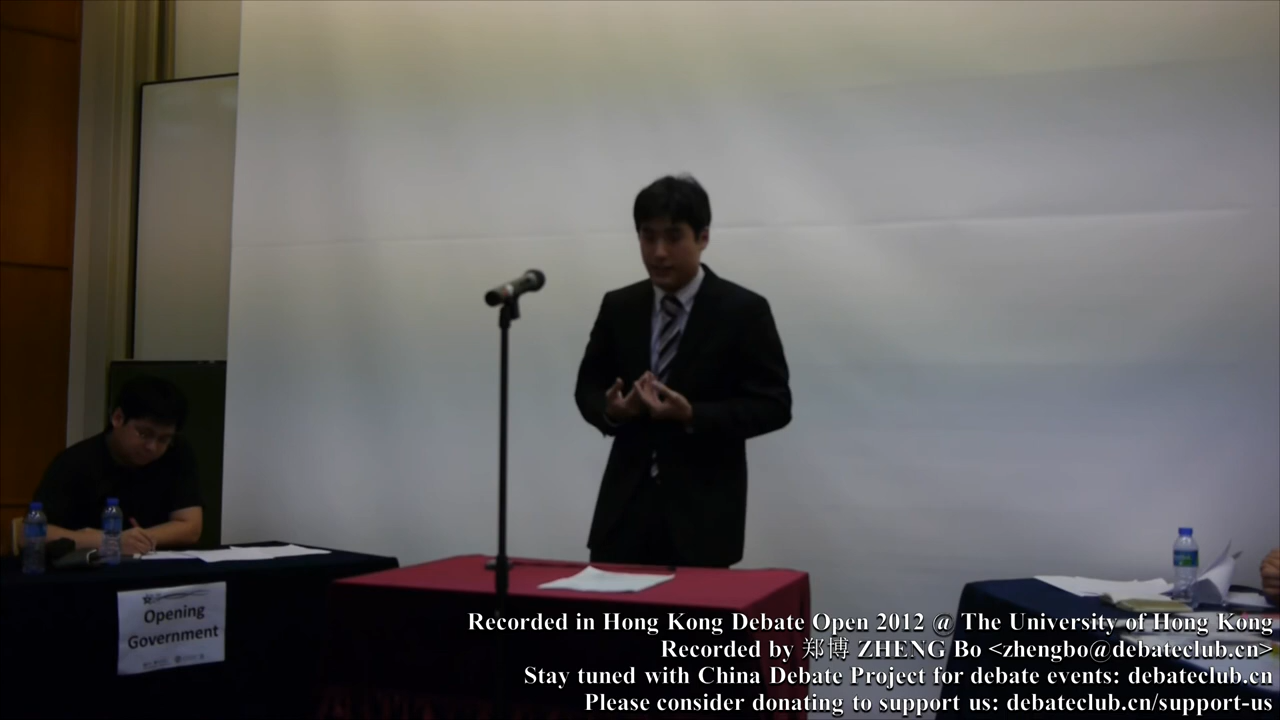 Opening
Government
Recorded in Hong Kong Debate Open 2012 @ The University of Hong Kong
Recorded by 郑博 ZHENG Bo <zhengbo@debateclub.cn>
Stay tuned with China Debate Project for debate events: debateclub.cn
Please consider donating to support us: debateclub.cn/support-us